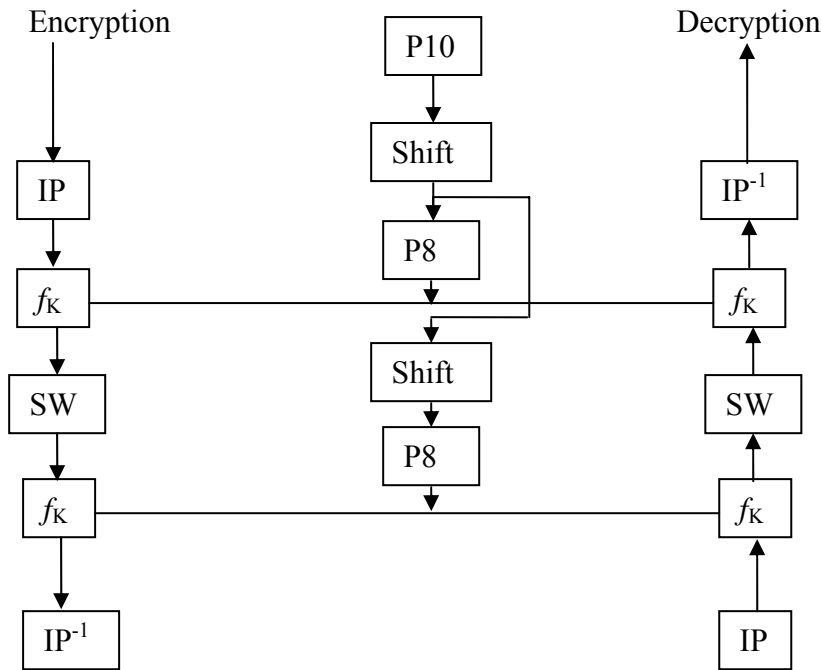 Encryption
P10
Decryption
Shift
IP
IP⁻¹
P8
fK
fK
Shift
SW
SW
P8
fK
fK
IP⁻¹
IP